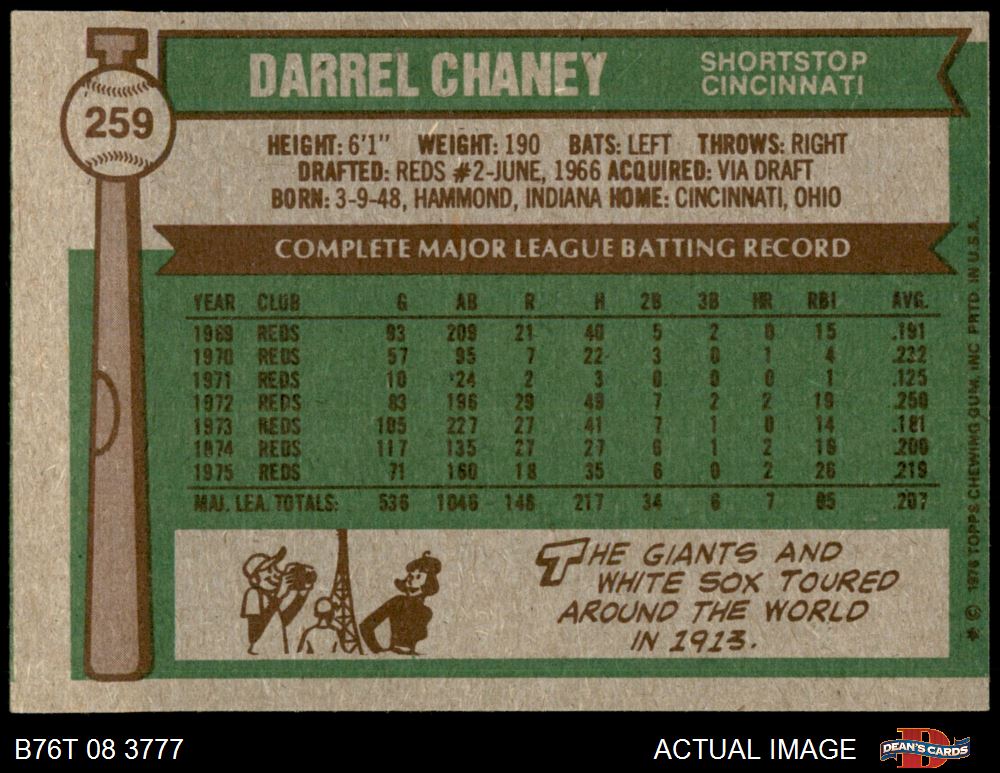 259
DARREL CHANEY
SHORTSTOP
CINCINNATI
HEIGHT: 6'1" WEIGHT: 190 BATS: LEFT THROWS: RIGHT
DRAFTED: REDS #2-JUNE, 1966 ACQUIRED: VIA DRAFT
BORN: 3-9-48, HAMMOND, INDIANA HOME: CINCINNATI, OHIO
COMPLETE MAJOR LEAGUE BATTING RECORD
YEAR CLUB G AB R H 2B 3B HR RBI AVG.
1969 REDS 93 209 21 40 5 2 0 15 .191
1970 REDS 57 95 7 22 3 0 1 4 .232
1971 REDS 10 24 2 3 0 0 0 1 .125
1972 REDS 83 196 29 49 7 2 2 19 .250
1973 REDS 105 227 27 41 7 1 0 14 .181
1974 REDS 117 135 27 27 6 1 2 16 .200
1975 REDS 71 160 18 35 6 0 2 26 .219
MAJ. LEA. TOTALS: 536 1046 148 217 34 6 7 95 .207
THE GIANTS AND
WHITE SOX TOURED
AROUND THE WORLD
IN 1913.
* © 1976 TOPPS CHEWING GUM, INC PRTD IN U.S.A.
B76T 08 3777
ACTUAL IMAGE
DEAN'S CARDS